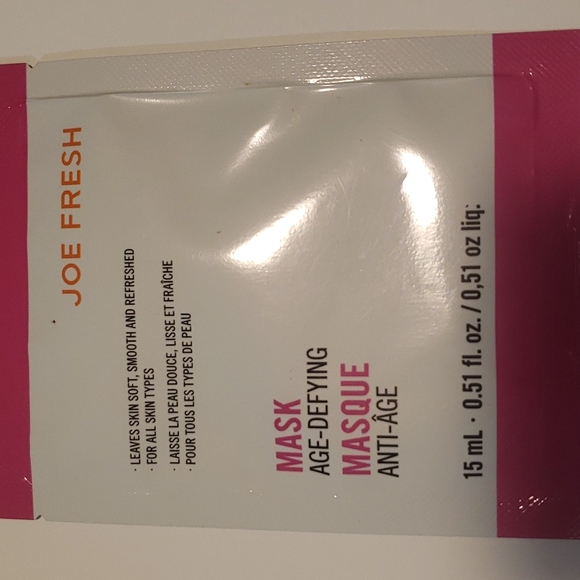 JOE FRESH
· LEAVES SKIN SOFT, SMOOTH AND REFRESHED
· FOR ALL SKIN TYPES
· LAISSE LA PEAU DOUCE, LISSE ET FRAÎCHE
· POUR TOUS LES TYPES DE PEAU
MASK
AGE-DEFYING
MASQUE
ANTI-ÂGE
15 mL · 0.51 fl. oz. / 0,51 oz liq.